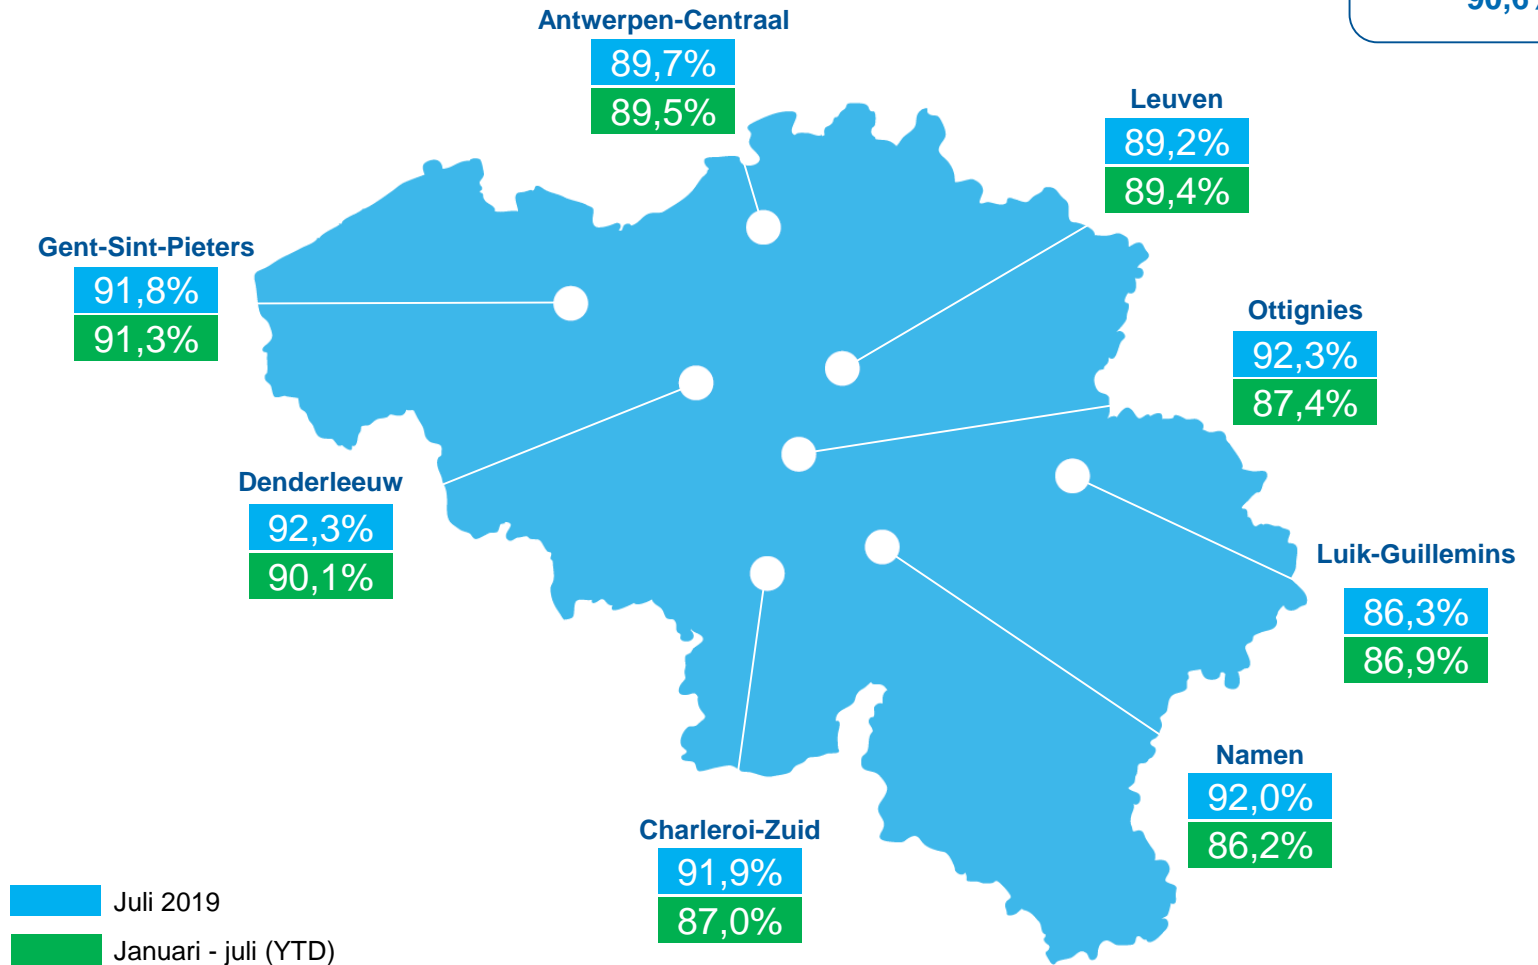 90,6%
Antwerpen-Centraal
89,7%
89,5%
Leuven
89,2%
89,4%
Gent-Sint-Pieters
91,8%
91,3%
Ottignies
92,3%
87,4%
Denderleeuw
92,3%
90,1%
Luik-Guillemins
86,3%
86,9%
Namen
92,0%
86,2%
Charleroi-Zuid
91,9%
87,0%
Juli 2019
Januari - juli (YTD)